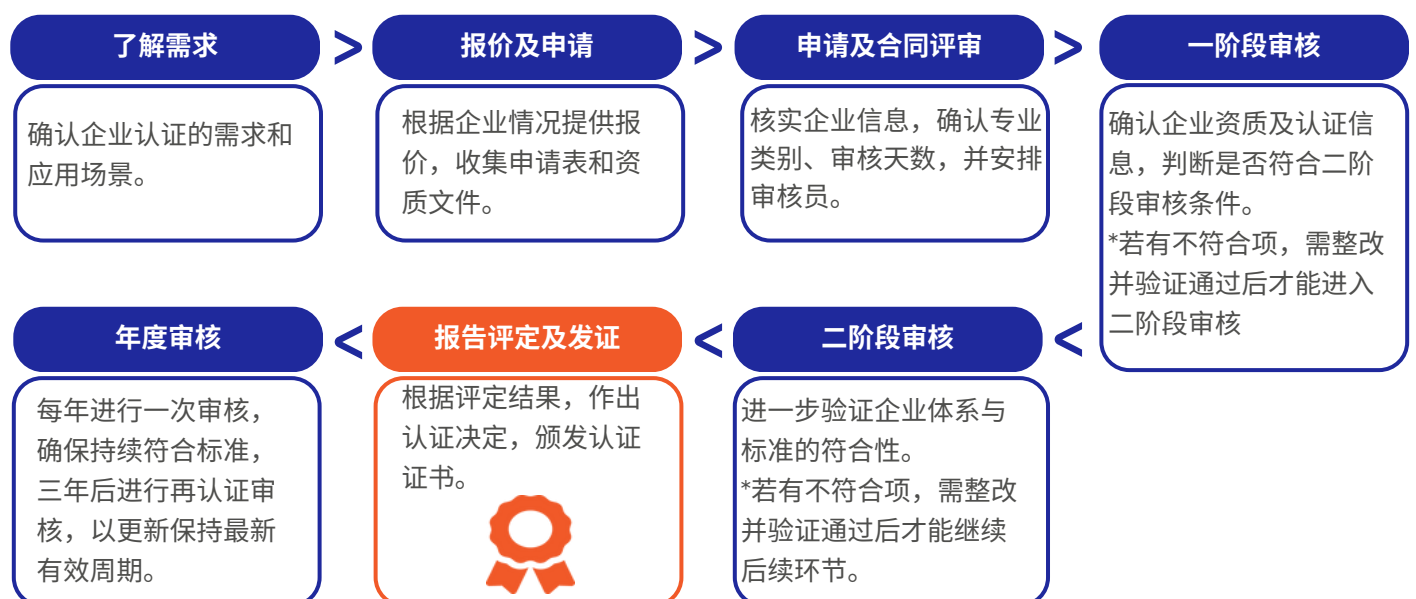 了解需求
>
报价及申请
>
申请及合同评审
>
一阶段审核
确认企业认证的需求和
应用场景。
根据企业情况提供报
价，收集申请表和资
质文件。
核实企业信息，确认专业
类别、审核天数，并安排
审核员。
确认企业资质及认证信
息，判断是否符合二阶
段审核条件。
*若有不符合项，需整改
并验证通过后才能进入
二阶段审核
<
二阶段审核
<
报告评定及发证
<
年度审核
进一步验证企业体系与
标准的符合性。
*若有不符合项，需整改
并验证通过后才能继续
后续环节。
根据评定结果，作出
认证决定，颁发认证
证书。
每年进行一次审核，
确保持续符合标准，
三年后进行再认证审
核，以更新保持最新
有效周期。